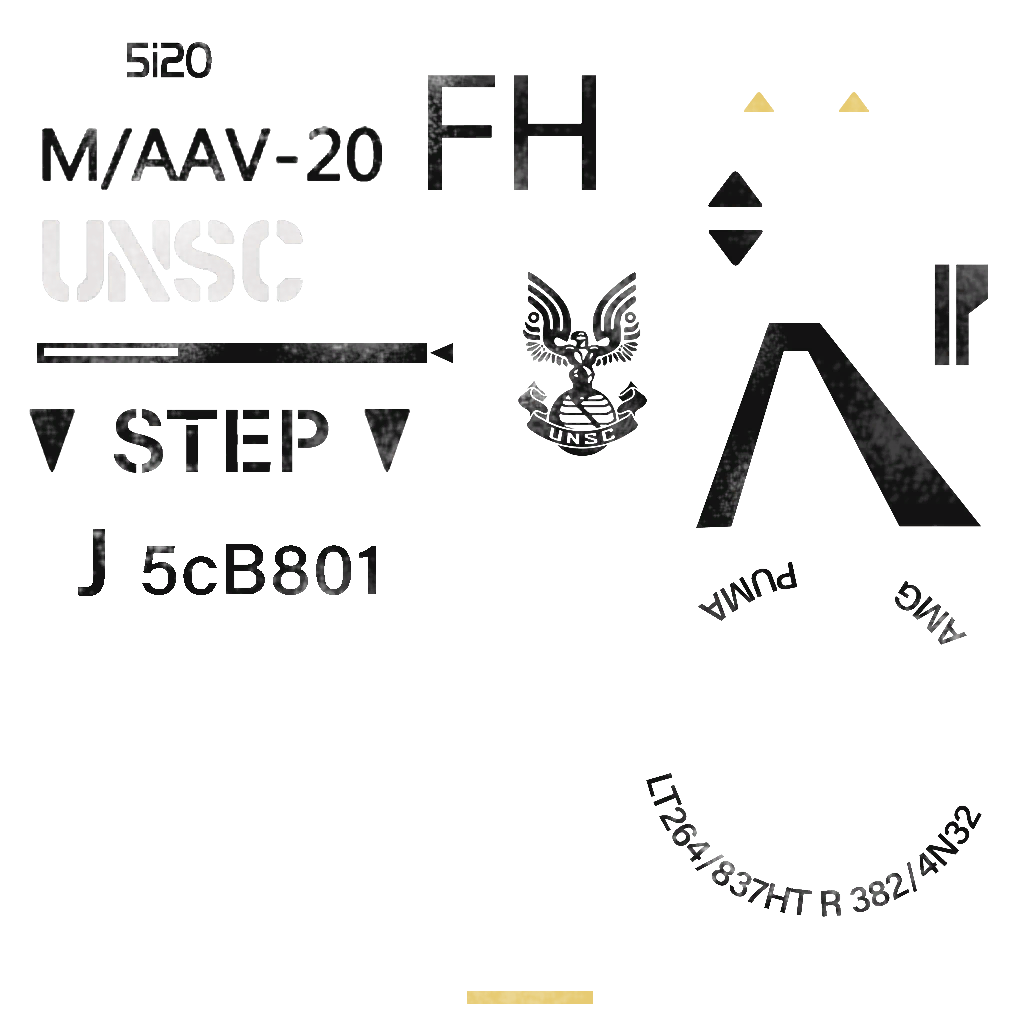 5i20
FH
M/AAV-20
UNSC
UNSC
STEP
J 5cB801
PUMA
AMG
LT264/837HT R 382/4N32